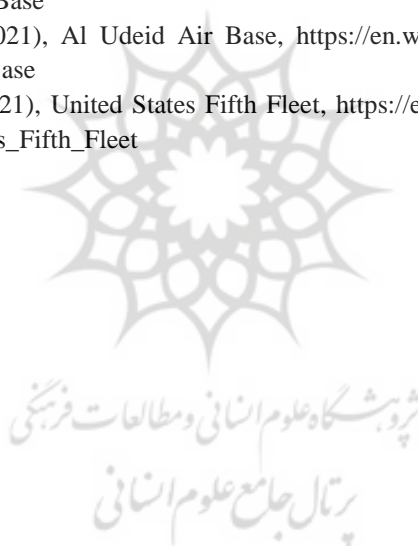 Base
021), Al Udeid Air Base, https://en.w
ase
21), United States Fifth Fleet, https://e
s_Fifth_Fleet
پژوهشگاه علوم انسانی و مطالعات فرهنگی
پرتال جامع علوم انسانی